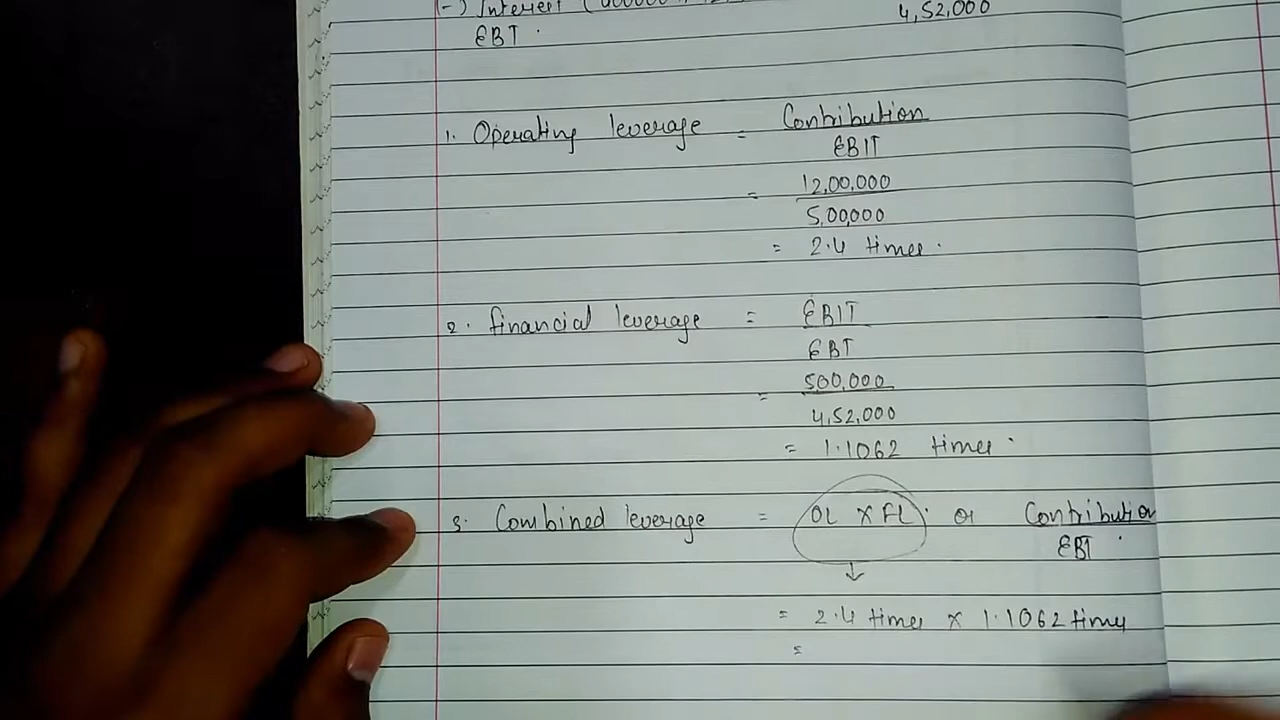 (-) Interest (400000
4,52,000
EBT.
1. Operating leverage = Contribution
EBIT
= 12,00,000
5,00,000
= 2.4 times.
2. financial leverage = EBIT
EBT
= 500,000
4,52,000
= 1.1062 times.
3. Combined leverage = OL X FL. or Contribution
EBT.
↓
= 2.4 times x 1.1062 times
=